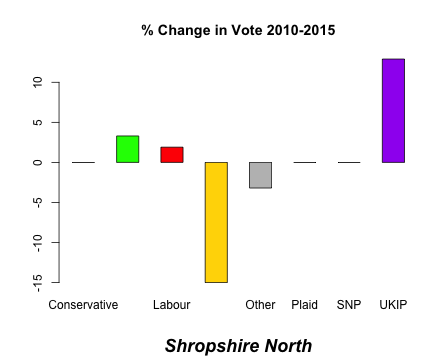 % Change in Vote 2010-2015
10
5
0
-5
-10
-15
Conservative Labour Other Plaid SNP UKIP
Shropshire North